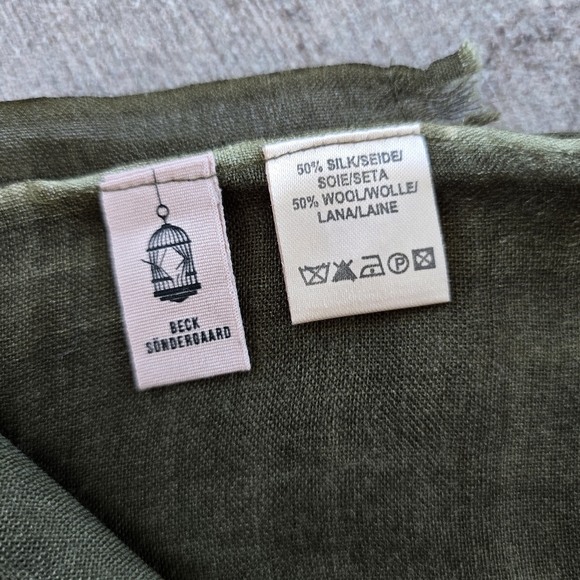 BECK
SÖNDERGAARD
50% SILK/SEIDE/
SOIE/SETA
50% WOOL/WOLLE/
LANA/LAINE
P